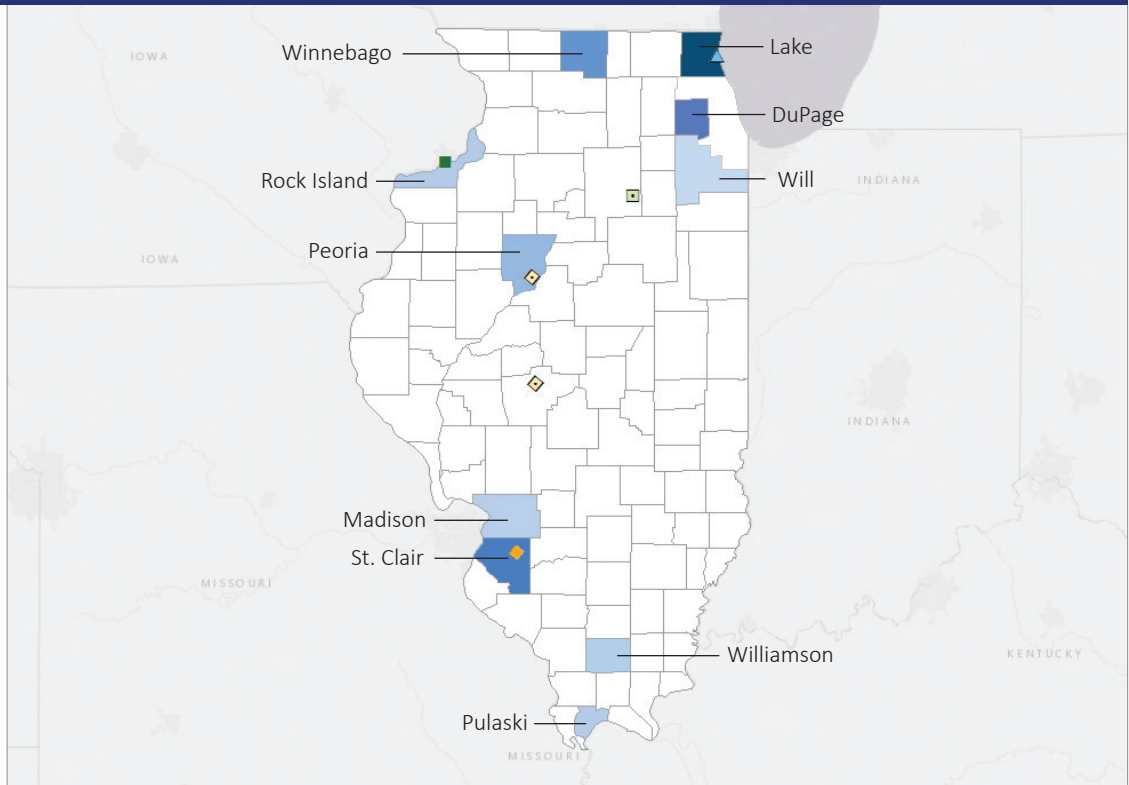 Winnebago
Lake
IOWA
DuPage
Rock Island
Will
INDIANA
Peoria
IOWA
INDIANA
Madison
St. Clair
MISSOURI
Williamson
KENTUCKY
Pulaski
MISSOURI